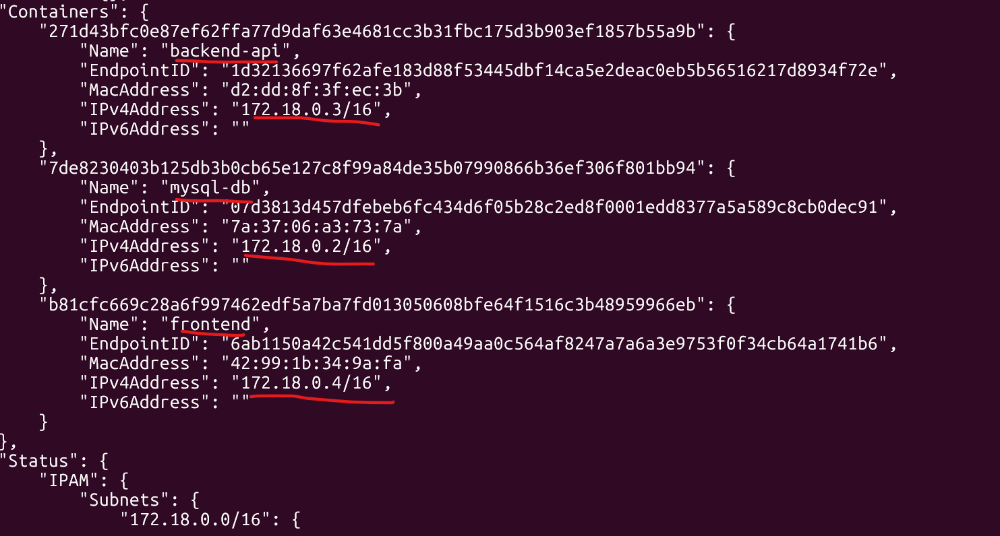 "Containers": {
"271d43bfc0e87ef62ffa77d9daf63e4681cc3b31fbc175d3b903ef1857b55a9b": {
"Name": "backend-api",
"EndpointID": "1d32136697f62afe183d88f53445dbf14ca5e2deac0eb5b56516217d8934f72e",
"MacAddress": "d2:dd:8f:3f:ec:3b",
"IPv4Address": "172.18.0.3/16",
"IPv6Address": ""
},
"7de8230403b125db3b0cb65e127c8f99a84de35b07990866b36ef306f801bb94": {
"Name": "mysql-db",
"EndpointID": "07d3813d457dfebeb6fc434d6f05b28c2ed8f0001edd8377a5a589c8cb0dec91",
"MacAddress": "7a:37:06:a3:73:7a",
"IPv4Address": "172.18.0.2/16",
"IPv6Address": ""
},
"b81cfc669c28a6f997462edf5a7ba7fd013050608bfe64f1516c3b48959966eb": {
"Name": "frontend",
"EndpointID": "6ab1150a42c541dd5f800a49aa0c564af8247a7a6a3e9753f0f34cb64a1741b6",
"MacAddress": "42:99:1b:34:9a:fa",
"IPv4Address": "172.18.0.4/16",
"IPv6Address": ""
}
},
"Status": {
"IPAM": {
"Subnets": {
"172.18.0.0/16": {